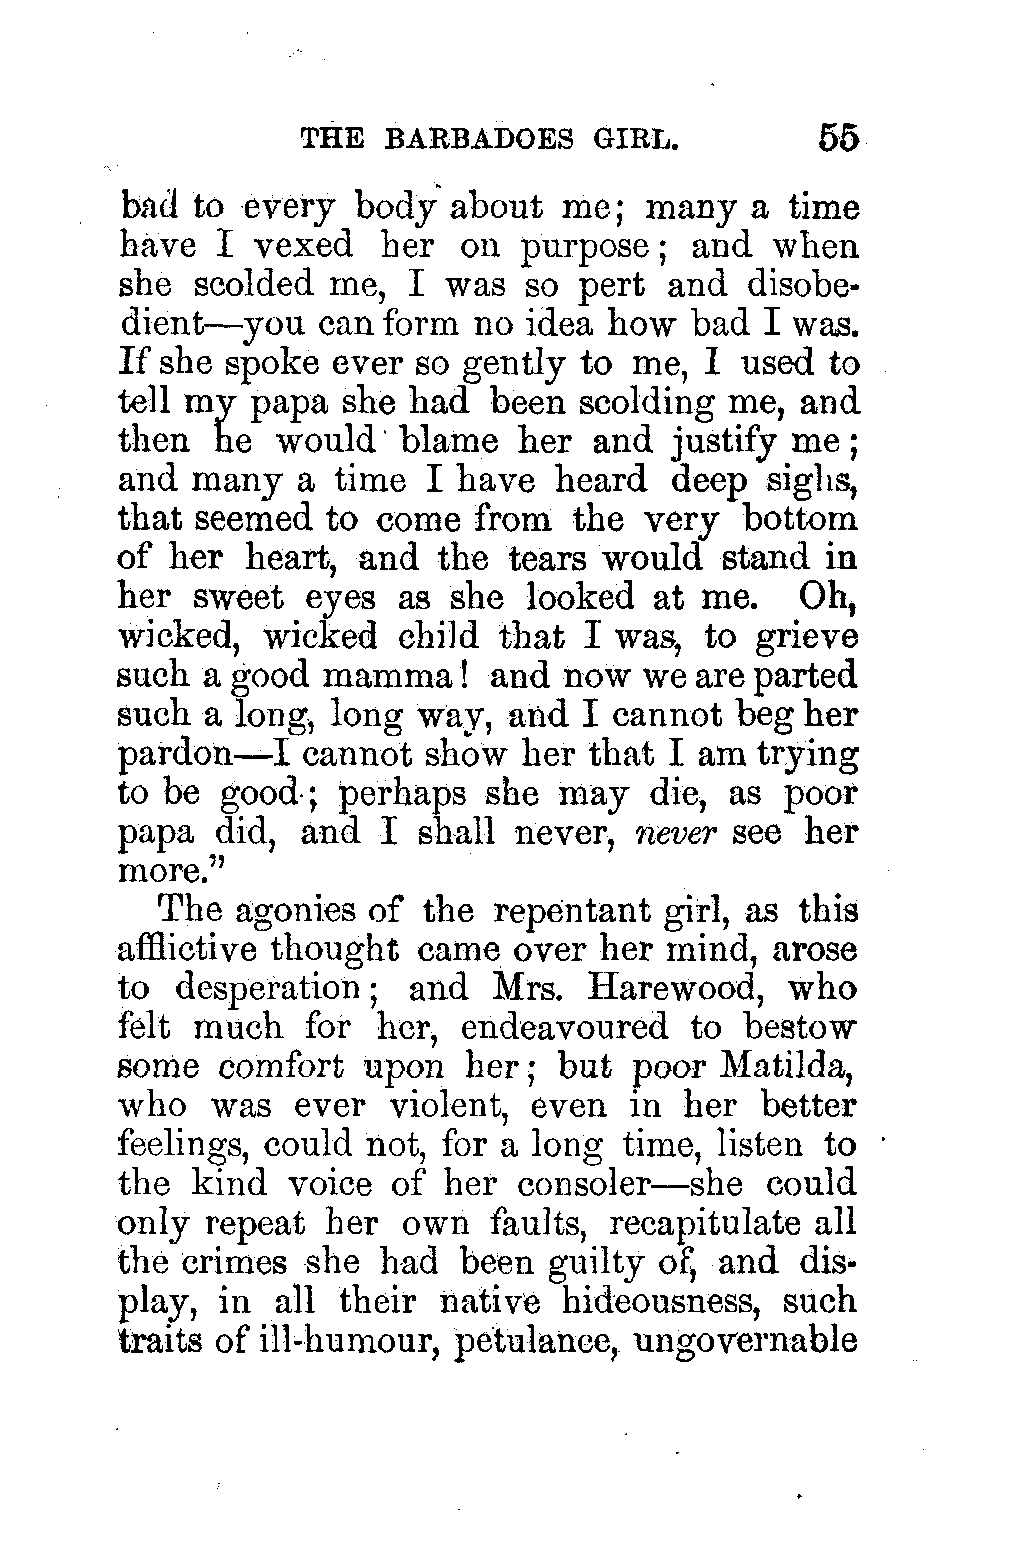 THE BARBADOES GIRL. 55
bad to every body about me; many a time
have I vexed her on purpose; and when
she scolded me, I was so pert and disobe-
dient—you can form no idea how bad I was.
If she spoke ever so gently to me, I used to
tell my papa she had been scolding me, and
then he would blame her and justify me;
and many a time I have heard deep sighs,
that seemed to come from the very bottom
of her heart, and the tears would stand in
her sweet eyes as she looked at me. Oh,
wicked, wicked child that I was, to grieve
such a good mamma! and now we are parted
such a long, long way, and I cannot beg her
pardon—I cannot show her that I am trying
to be good; perhaps she may die, as poor
papa did, and I shall never, never see her
more."
The agonies of the repentant girl, as this
afflictive thought came over her mind, arose
to desperation; and Mrs. Harewood, who
felt much for her, endeavoured to bestow
some comfort upon her; but poor Matilda,
who was ever violent, even in her better
feelings, could not, for a long time, listen to
the kind voice of her consoler—she could
only repeat her own faults, recapitulate all
the crimes she had been guilty of, and dis-
play, in all their native hideousness, such
traits of ill-humour, petulance, ungovernable